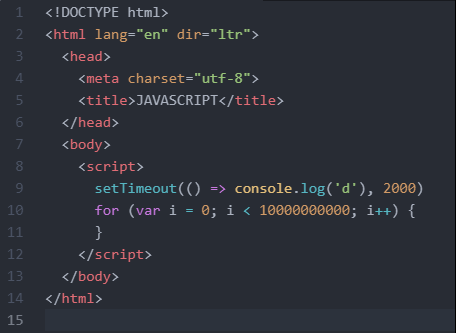 1 <!DOCTYPE html>
2 <html lang="en" dir="ltr">
3 <head>
4 <meta charset="utf-8">
5 <title>JAVASCRIPT</title>
6 </head>
7 <body>
8 <script>
9 setTimeout(() => console.log('d'), 2000)
10 for (var i = 0; i < 10000000000; i++) {
11 }
12 </script>
13 </body>
14 </html>
15